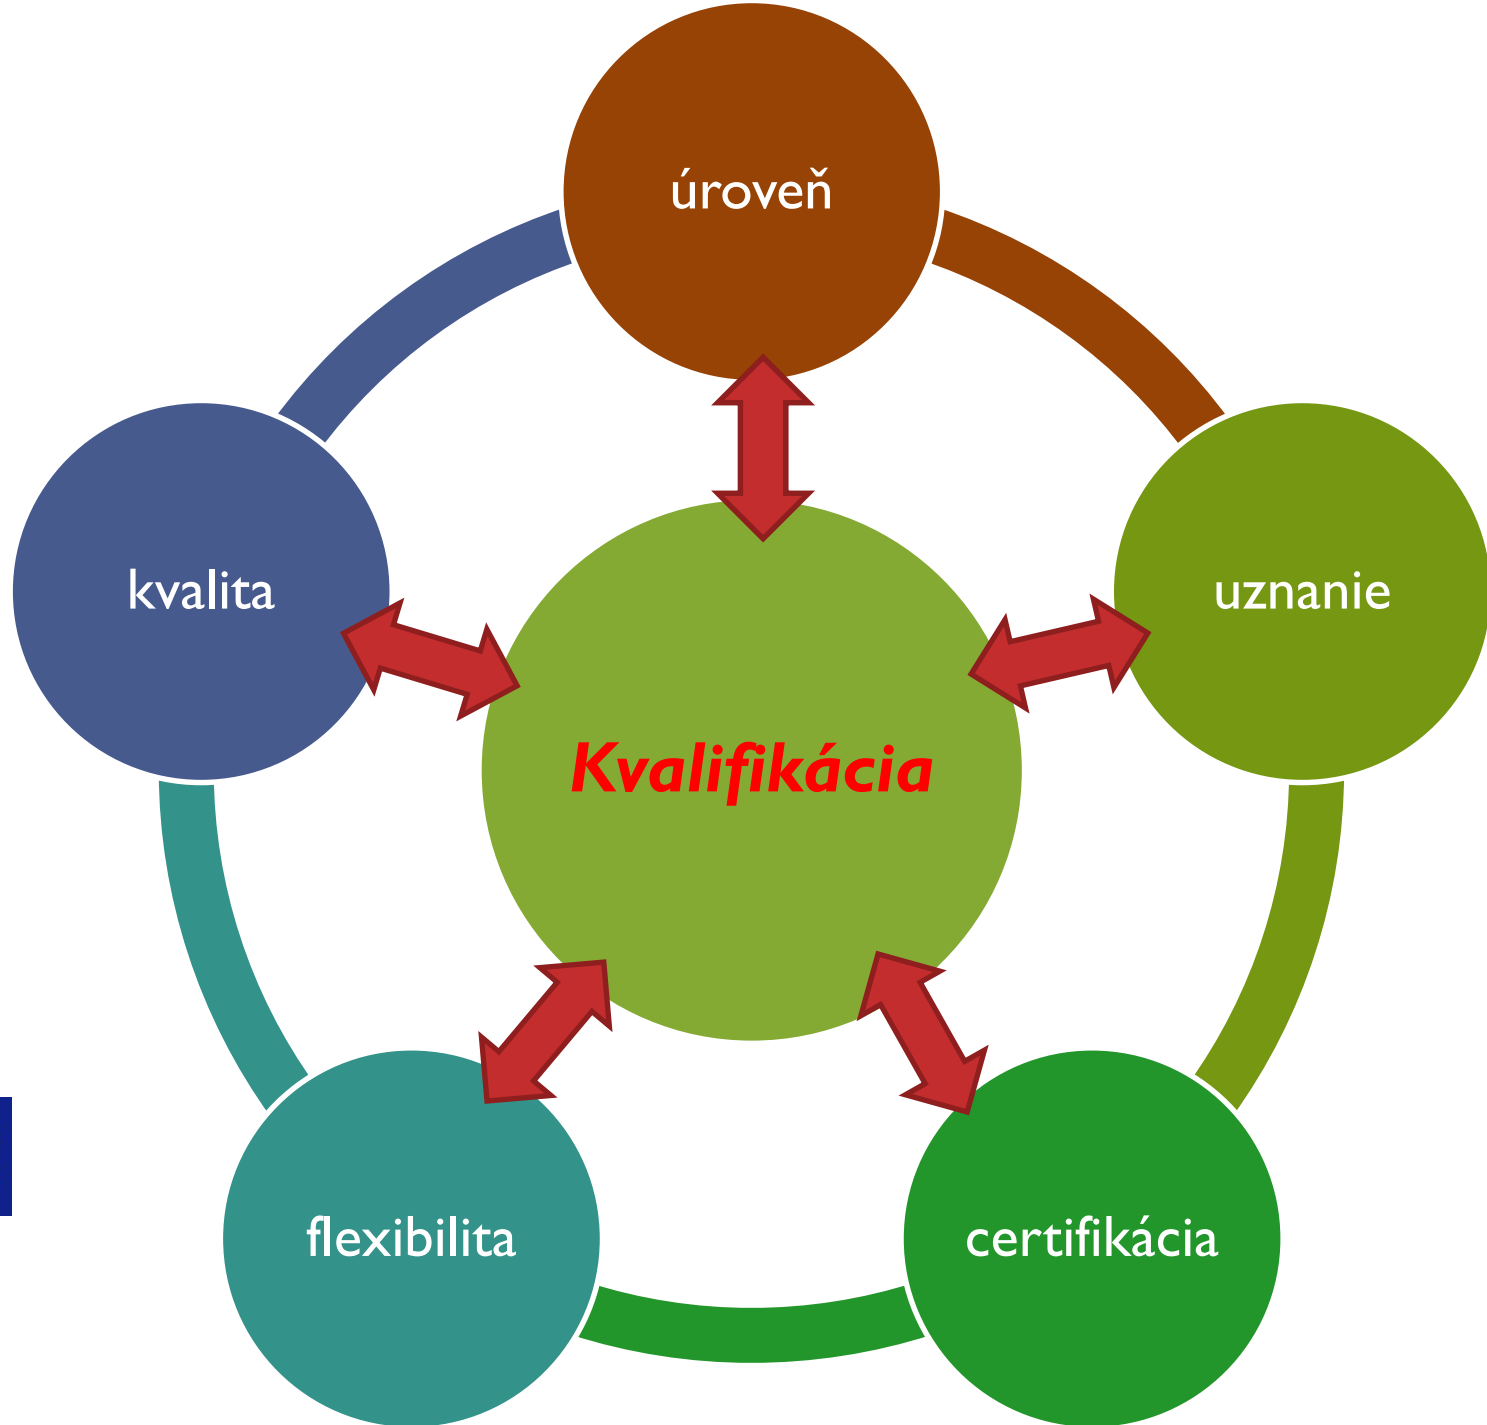 úroveň
kvalita
uznanie
Kvalifikácia
flexibilita
certifikácia